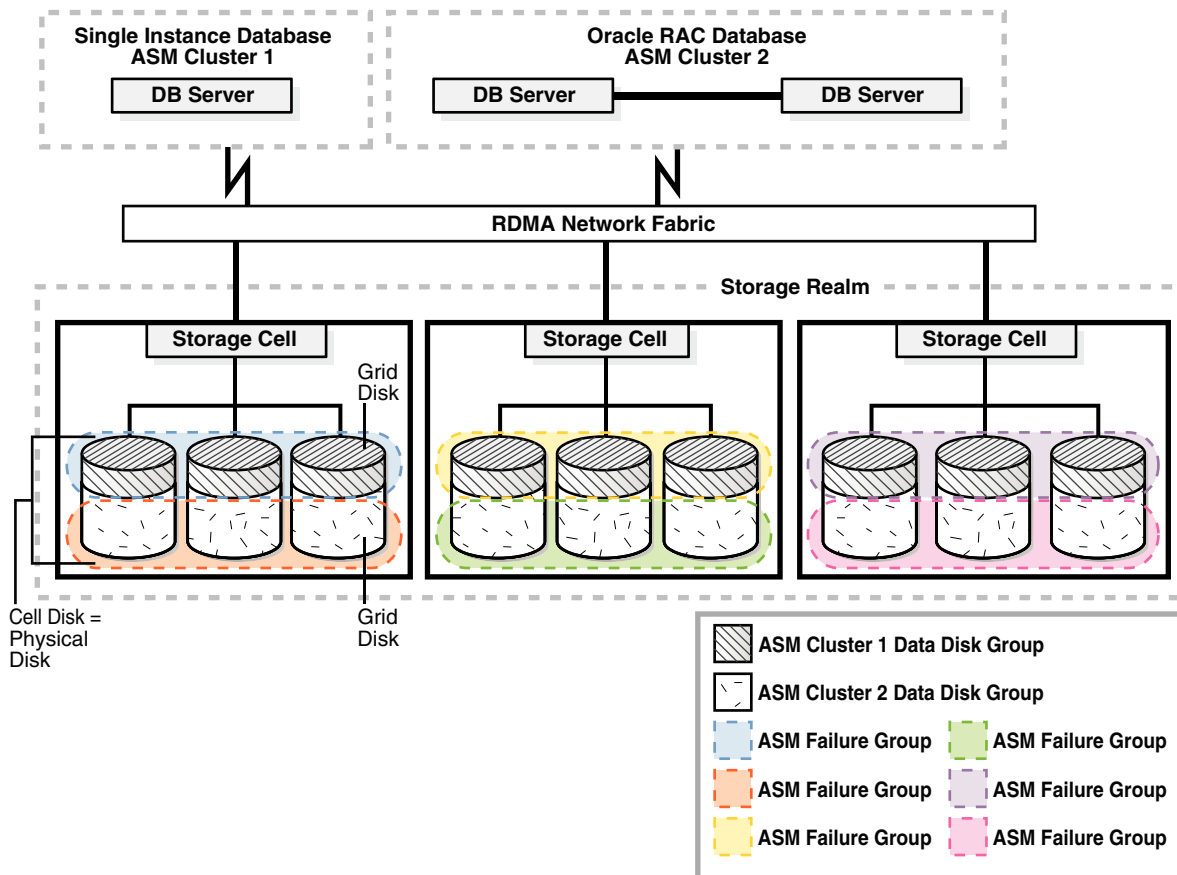 Single Instance Database
ASM Cluster 1
DB Server
Oracle RAC Database
ASM Cluster 2
DB Server
DB Server
RDMA Network Fabric
Storage Realm
Storage Cell
Storage Cell
Storage Cell
Grid
Disk
Cell Disk =
Physical
Disk
Grid
Disk
ASM Cluster 1 Data Disk Group
ASM Cluster 2 Data Disk Group
ASM Failure Group
ASM Failure Group
ASM Failure Group
ASM Failure Group
ASM Failure Group
ASM Failure Group